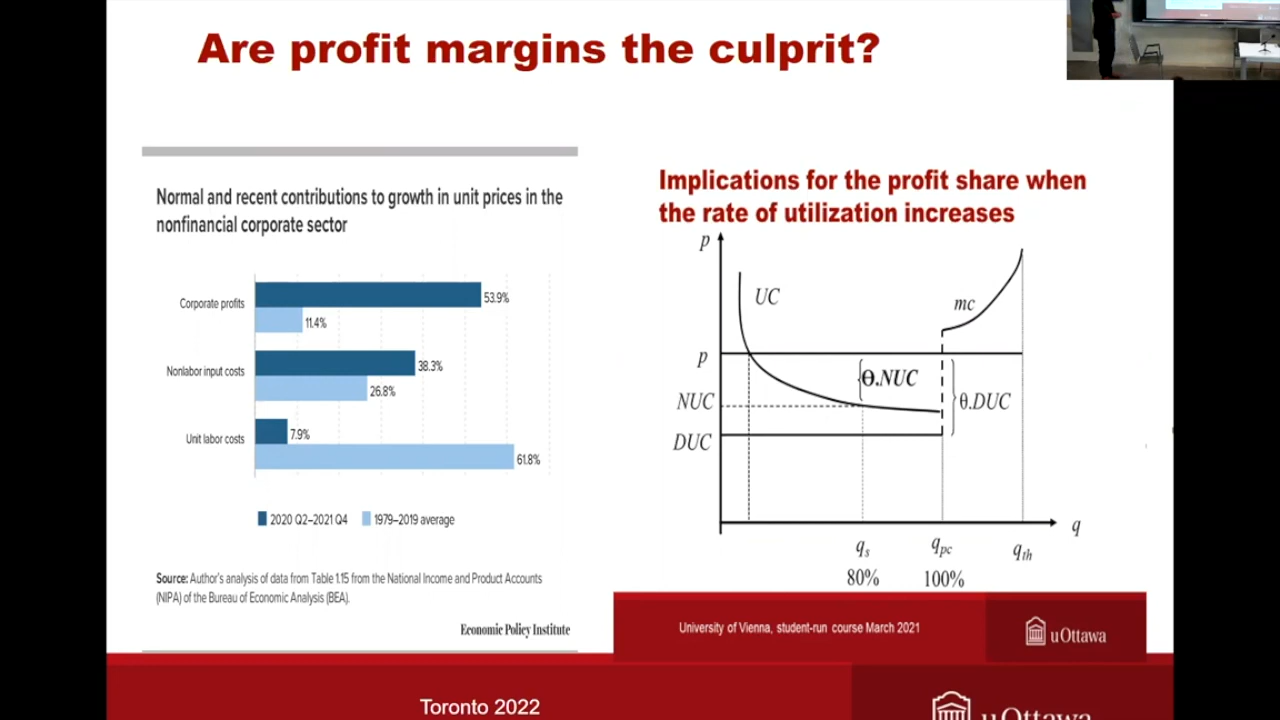 Are profit margins the culprit?
Normal and recent contributions to growth in unit prices in the
nonfinancial corporate sector
Corporate profits
53.9%
11.4%
Nonlabor input costs
38.3%
26.8%
Unit labor costs
7.9%
61.8%
2020 Q2–2021 Q4
1979–2019 average
Source: Author's analysis of data from Table 1.15 from the National Income and Product Accounts
(NIPA) of the Bureau of Economic Analysis (BEA).
Economic Policy Institute
Implications for the profit share when
the rate of utilization increases
p
UC
mc
p
θ.NUC
NUC
θ.DUC
DUC
q
qs
qpc
qth
80%
100%
University of Vienna, student-run course March 2021
uOttawa
Toronto 2022
uOttawa